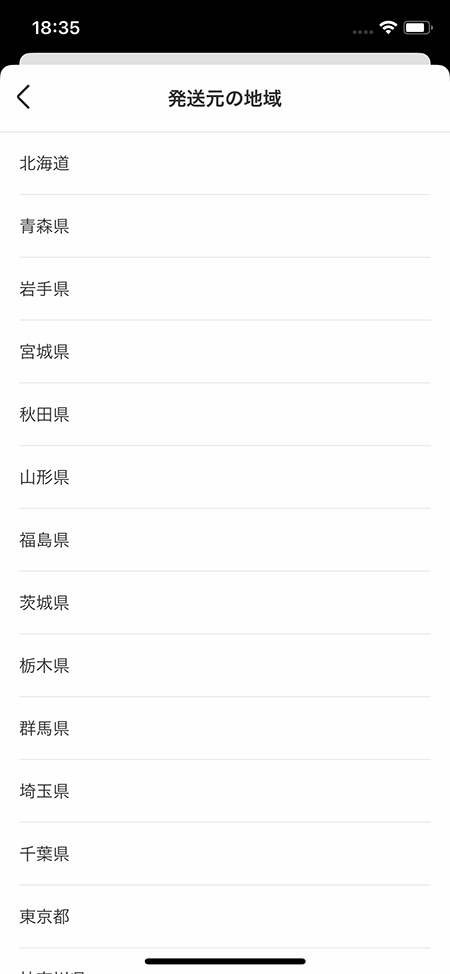 18:35
発送元の地域
北海道
青森県
岩手県
宮城県
秋田県
山形県
福島県
茨城県
栃木県
群馬県
埼玉県
千葉県
東京都